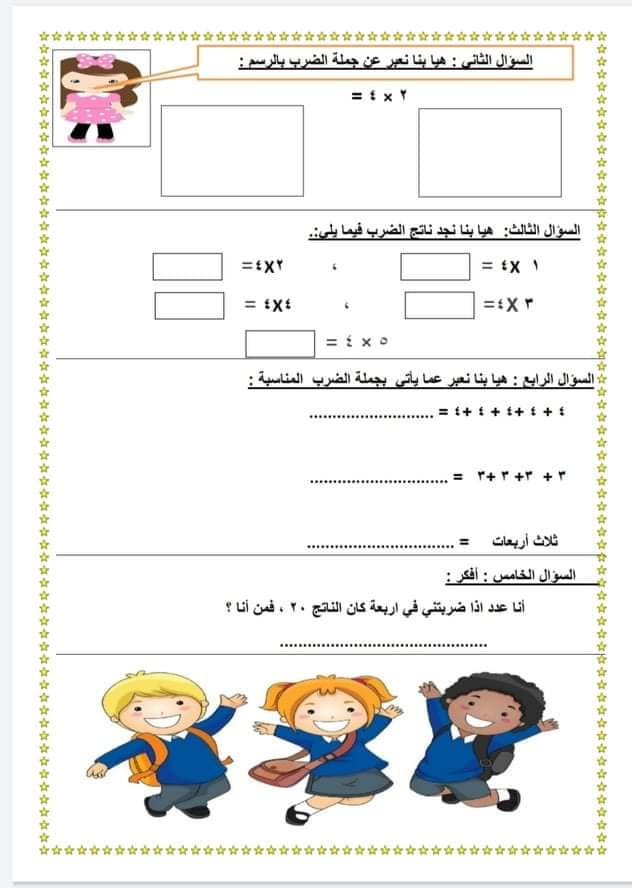 السؤال الثاني : هيا بنا نعبر عن جملة الضرب بالرسم :
٢ × ٤ =
السؤال الثالث: هيا بنا نجد ناتج الضرب فيما يلي:.
١ X٤ = ، ٢X٤=
٣ X٤= ، ٤X٤ =
٥ × ٤ =
السؤال الرابع : هيا بنا نعبر عما يأتي بجملة الضرب المناسبة :
٤ + ٤ +٤ + ٤ +٤ = ...........................
٣ + ٣+ ٣ +٣ = ..............................
ثلاث أربعات = ................................
السؤال الخامس : أفكر :
أنا عدد اذا ضربتني في اربعة كان الناتج ٢٠ ، فمن أنا ؟
.............................................